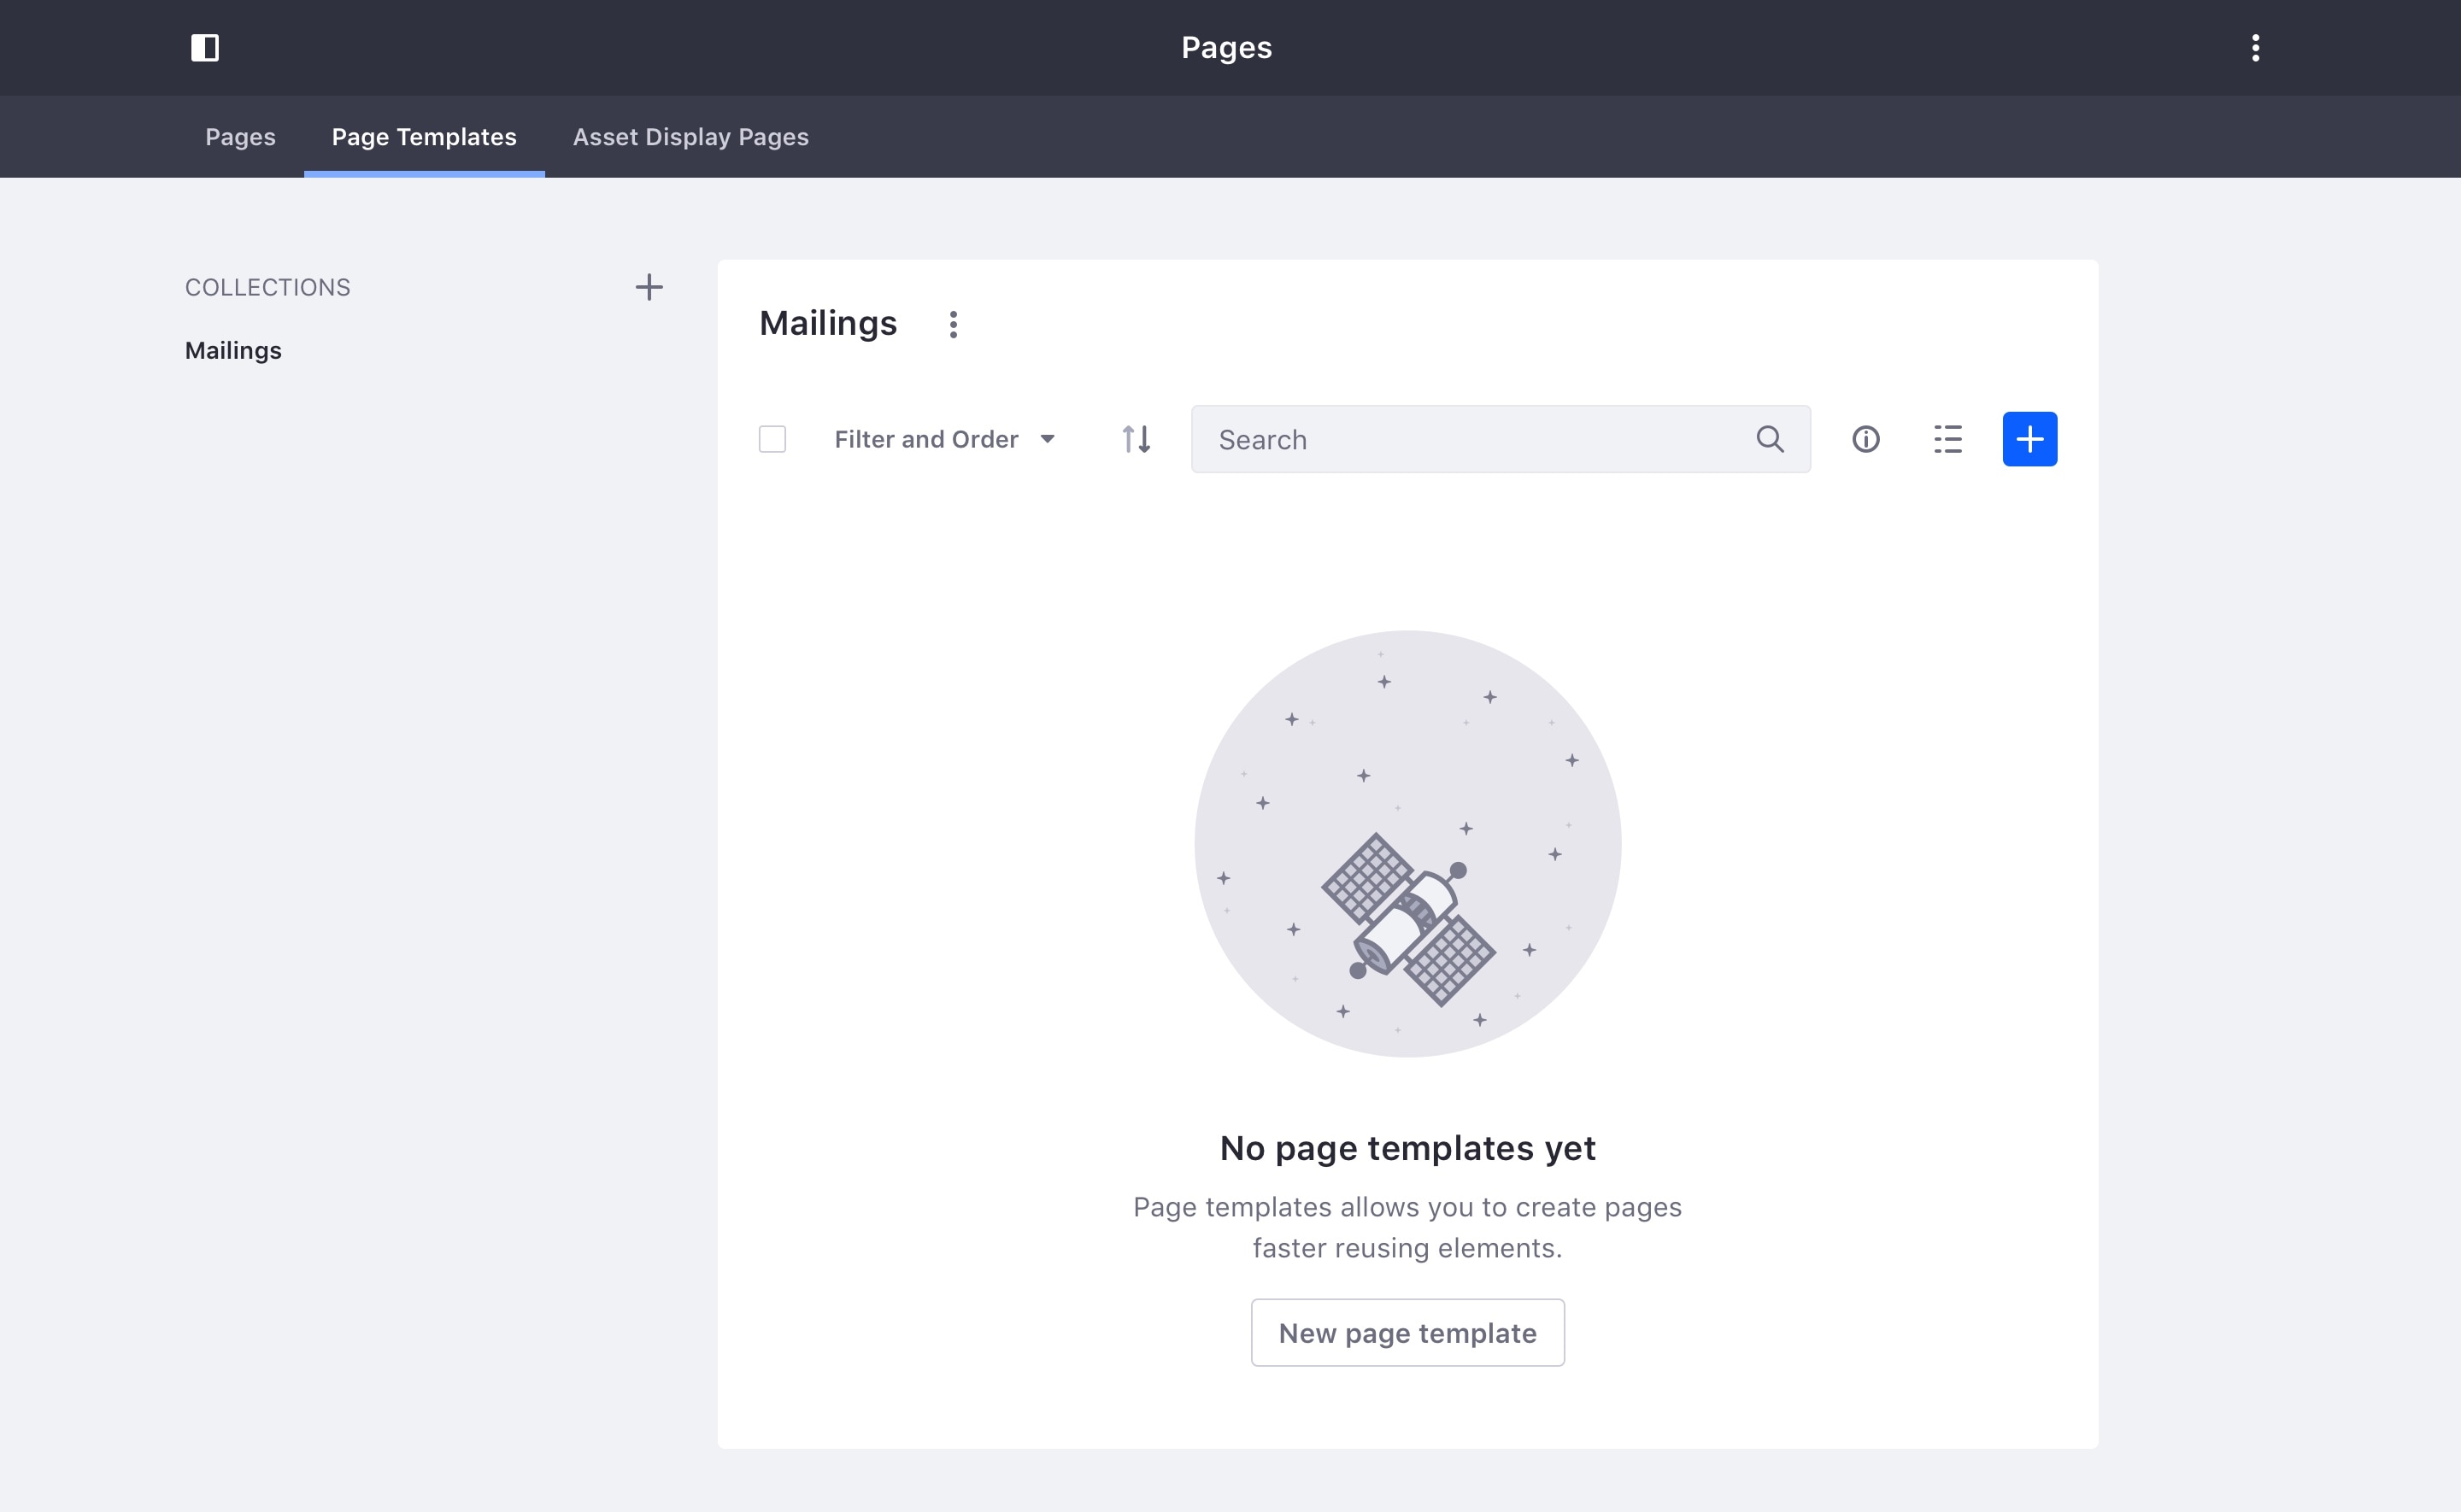 Pages
Pages
Page Templates
Asset Display Pages
COLLECTIONS
Mailings
Mailings
Filter and Order
Search
No page templates yet
Page templates allows you to create pages
faster reusing elements.
New page template